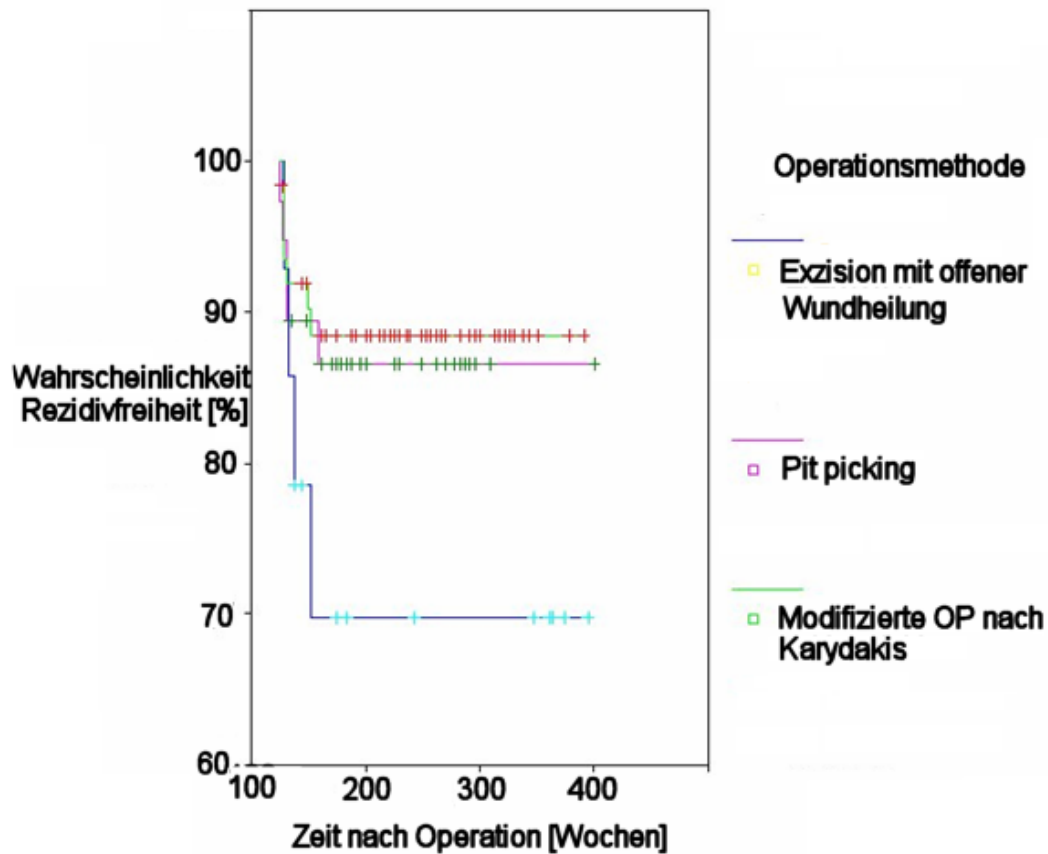 100
90
80
70
60
Wahrscheinlichkeit
Rezidivfreiheit [%]
100 200 300 400
Zeit nach Operation [Wochen]
Operationsmethode
Exzision mit offener
Wundheilung
Pit picking
Modifizierte OP nach
Karydakis